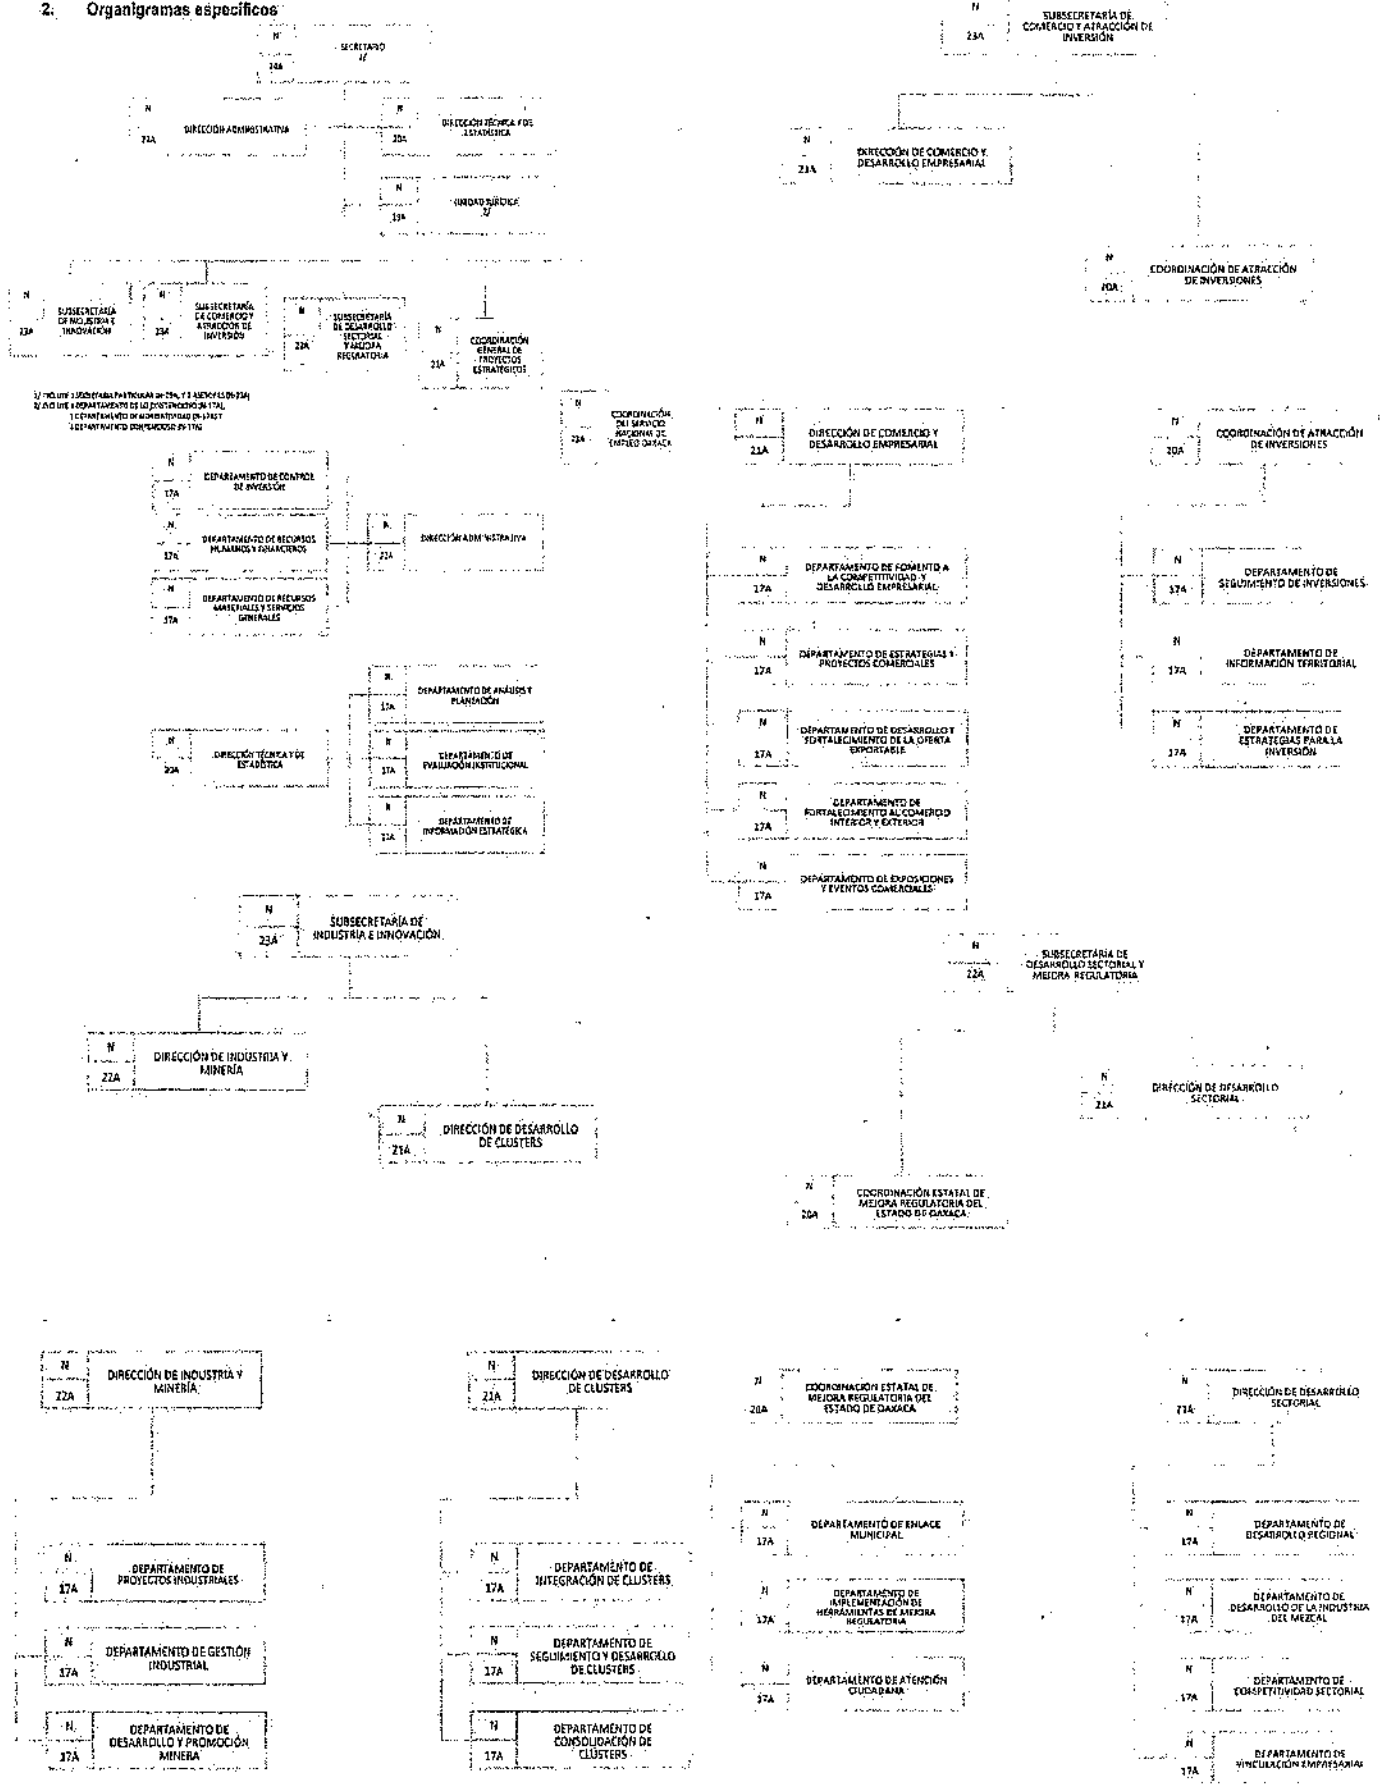 2. Organigramas específicos
N
SECRETARIO
1/
24A
N
DIRECCIÓN ADMINISTRATIVA
22A
N
DIRECCIÓN TÉCNICA Y DE
ESTADÍSTICA
20A
N
UNIDAD JURÍDICA
2/
19A
N
SUBSECRETARÍA
DE INDUSTRIA E
INNOVACIÓN
23A
N
SUBSECRETARÍA
DE COMERCIO Y
ATRACCIÓN DE
INVERSIÓN
23A
N
SUBSECRETARÍA
DE DESARROLLO
SECTORIAL
Y MEJORA
REGULATORIA
22A
N
COORDINACIÓN
GENERAL DE
PROYECTOS
ESTRATÉGICOS
21A
N
COORDINACIÓN
DEL SERVICIO
NACIONAL DE
EMPLEO OAXACA
N
DEPARTAMENTO DE CONTROL
DE INVERSIÓN
17A
N
DEPARTAMENTO DE RECURSOS
HUMANOS Y FINANCIEROS
17A
N
DEPARTAMENTO DE RECURSOS
MATERIALES Y SERVICIOS
GENERALES
17A
N
DIRECCIÓN ADMINISTRATIVA
22A
N
DIRECCIÓN TÉCNICA Y DE
ESTADÍSTICA
20A
N
DEPARTAMENTO DE ANÁLISIS Y
PLANEACIÓN
17A
N
DEPARTAMENTO DE
EVALUACIÓN INSTITUCIONAL
17A
N
DEPARTAMENTO DE
INFORMACIÓN ESTRATÉGICA
N
SUBSECRETARÍA DE
INDUSTRIA E INNOVACIÓN
23A
N
DIRECCIÓN DE INDUSTRIA Y
MINERÍA
22A
N
DIRECCIÓN DE DESARROLLO
DE CLUSTERS
21A
N
DIRECCIÓN DE INDUSTRIA Y
MINERÍA
22A
N
DEPARTAMENTO DE
PROYECTOS INDUSTRIALES
17A
N
DEPARTAMENTO DE GESTIÓN
INDUSTRIAL
17A
N
DEPARTAMENTO DE
DESARROLLO Y PROMOCIÓN
MINERA
17A
N
DIRECCIÓN DE DESARROLLO
DE CLUSTERS
21A
N
DEPARTAMENTO DE
INTEGRACIÓN DE CLUSTERS
17A
N
DEPARTAMENTO DE
SEGUIMIENTO Y DESARROLLO
DE CLUSTERS
17A
N
DEPARTAMENTO DE
CONSOLIDACIÓN DE
CLUSTERS
17A
N
SUBSECRETARÍA DE
COMERCIO Y ATRACCIÓN DE
INVERSIÓN
23A
N
DIRECCIÓN DE COMERCIO Y
DESARROLLO EMPRESARIAL
21A
N
COORDINACIÓN DE ATRACCIÓN
DE INVERSIONES
20A
N
DIRECCIÓN DE COMERCIO Y
DESARROLLO EMPRESARIAL
21A
N
DEPARTAMENTO DE FOMENTO A
LA COMPETITIVIDAD Y
DESARROLLO EMPRESARIAL
17A
N
DEPARTAMENTO DE ESTRATEGIAS Y
PROYECTOS COMERCIALES
17A
N
DEPARTAMENTO DE DESARROLLO Y
FORTALECIMIENTO DE LA OFERTA
EXPORTABLE
17A
N
DEPARTAMENTO DE
FORTALECIMIENTO AL COMERCIO
INTERIOR Y EXTERIOR
17A
N
DEPARTAMENTO DE EXPOSICIONES
Y EVENTOS COMERCIALES
17A
N
COORDINACIÓN DE ATRACCIÓN
DE INVERSIONES
20A
N
DEPARTAMENTO DE
SEGUIMIENTO DE INVERSIONES
17A
N
DEPARTAMENTO DE
INFORMACIÓN TERRITORIAL
17A
N
DEPARTAMENTO DE
ESTRATEGIAS PARA LA
INVERSIÓN
17A
N
SUBSECRETARÍA DE
DESARROLLO SECTORIAL Y
MEJORA REGULATORIA
22A
N
DIRECCIÓN DE DESARROLLO
SECTORIAL
21A
N
COORDINACIÓN ESTATAL DE
MEJORA REGULATORIA DEL
ESTADO DE OAXACA
20A
N
COORDINACIÓN ESTATAL DE
MEJORA REGULATORIA DEL
ESTADO DE OAXACA
20A
N
DEPARTAMENTO DE ENLACE
MUNICIPAL
17A
N
DEPARTAMENTO DE
IMPLEMENTACIÓN DE
HERRAMIENTAS DE MEJORA
REGULATORIA
17A
N
DEPARTAMENTO DE ATENCIÓN
CIUDADANA
17A
N
DIRECCIÓN DE DESARROLLO
SECTORIAL
21A
N
DEPARTAMENTO DE
DESARROLLO REGIONAL
17A
N
DEPARTAMENTO DE
DESARROLLO DE LA INDUSTRIA
DEL MEZCAL
17A
N
DEPARTAMENTO DE
COMPETITIVIDAD SECTORIAL
17A
N
DEPARTAMENTO DE
VINCULACIÓN EMPRESARIAL
17A